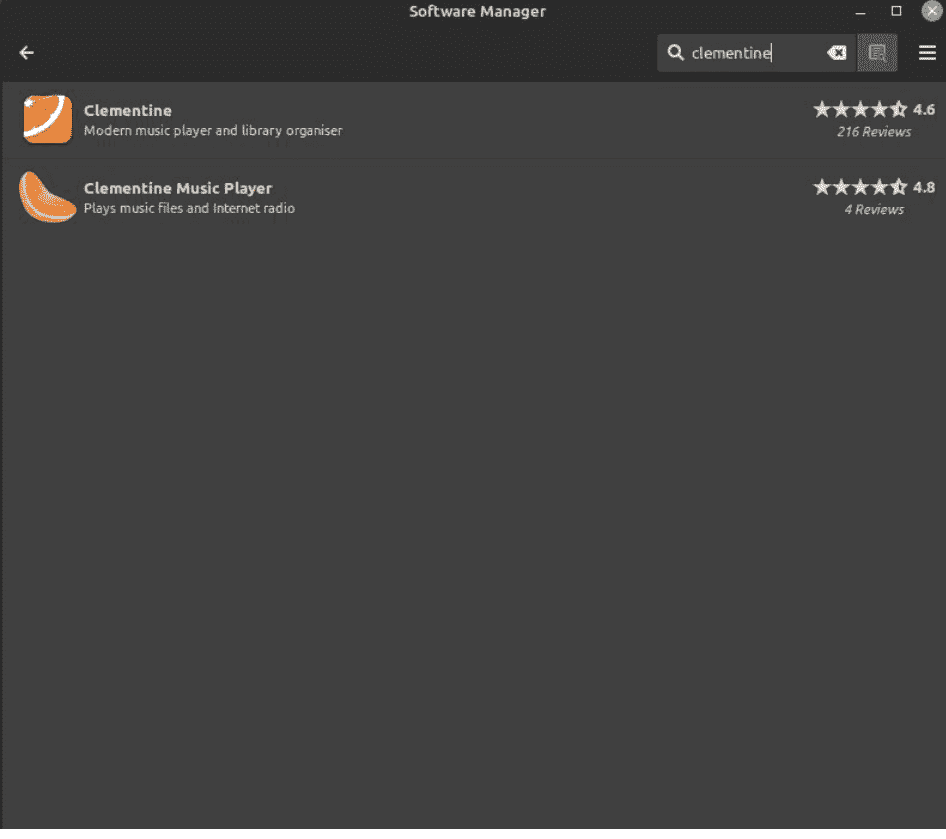 Software Manager
clementine
Clementine
Modern music player and library organiser
4.6
216 Reviews
Clementine Music Player
Plays music files and Internet radio
4.8
4 Reviews